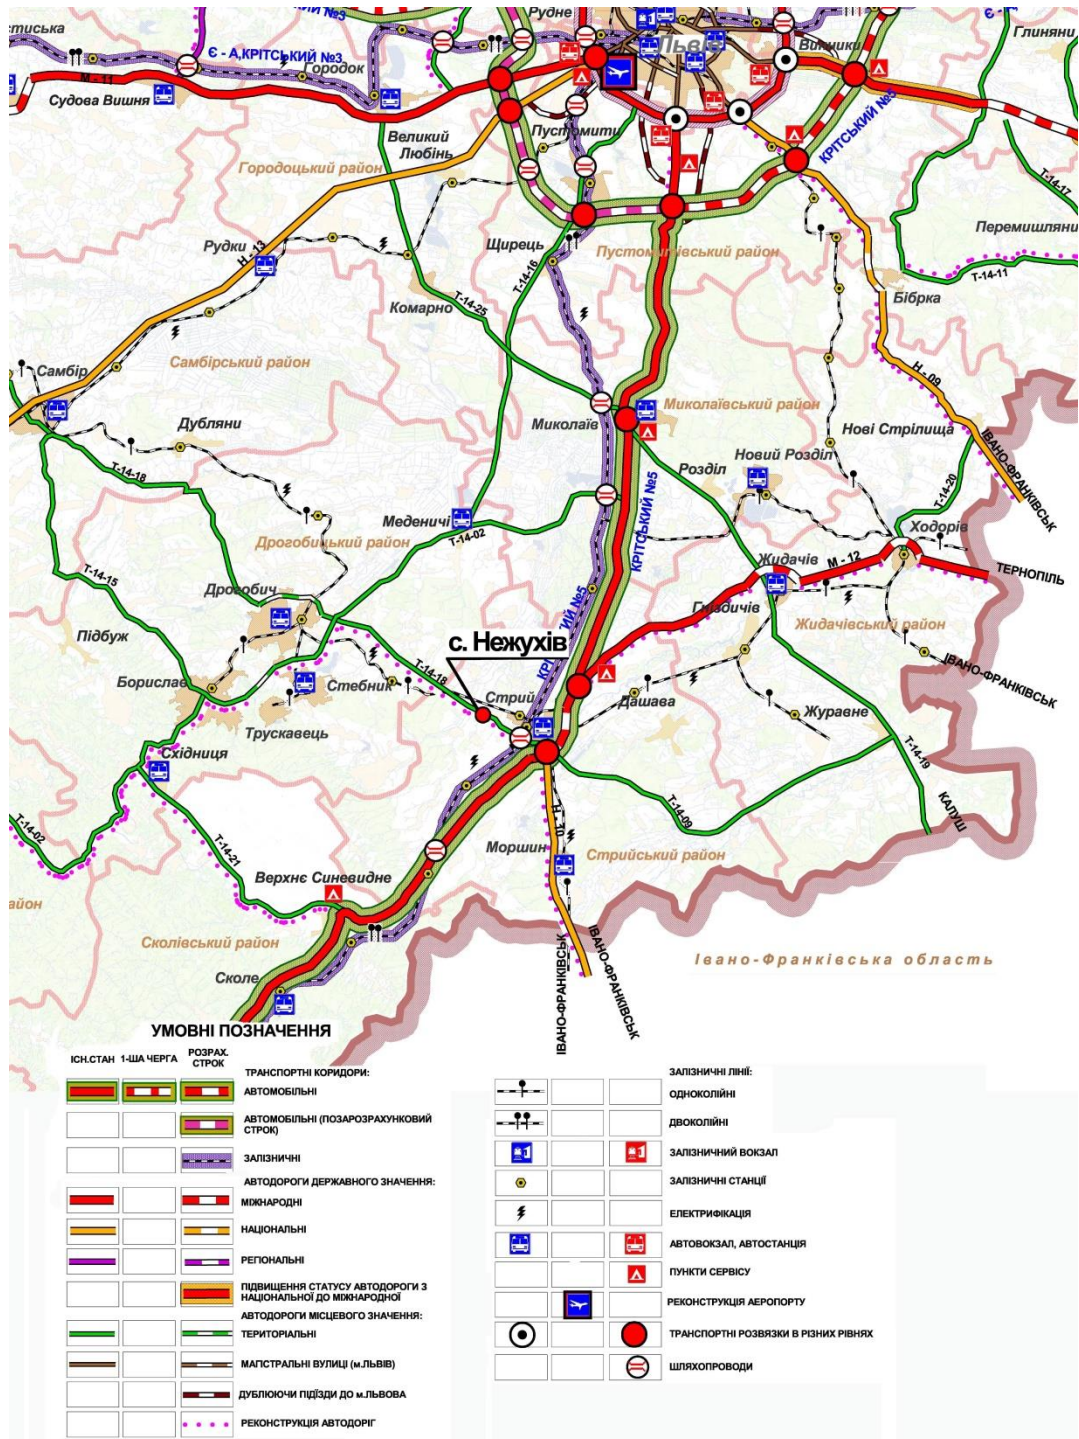 КРІТСЬКИЙ №3
Рудне
тиська
Є - А,КРІТСЬКИЙ №3
Львів
Винники
Глиняни
Городок
М - 11
Судова Вишня
Пустомити
КРІТСЬКИЙ №5
Великий
Любінь
Городоцький район
Т-14-17
Перемишляни
Щирець
Рудки
Н - 13
Пустомитівський район
Т-14-16
Т-14-11
Бібрка
Комарно
Т-14-25
Самбірський район
Самбір
Н - 09
Миколаївський район
Дубляни
Миколаїв
Нові Стрілища
ІВАНО-ФРАНКІВСЬК
Новий Розділ
Розділ
Т-14-18
КРІТСЬКИЙ №5
Т-14-20
Меденичі
Ходорів
Т-14-02
Дрогобицький район
Жидачів
М - 12
ТЕРНОПІЛЬ
Т-14-15
Дрогобич
Гніздичів
Підбуж
с. Нежухів
Жидачівський район
Т-14-18
ІВАНО-ФРАНКІВСЬК
Борислав
Стебник
Стрий
Дашава
Журавне
Трускавець
Східниця
Т-14-19
КАЛУШ
Т-14-02
Т-14-21
Н - 10
Т-14-09
Моршин
Стрийський район
Верхнє Синевидне
айон
Сколівський район
ІВАНО-ФРАНКІВСЬК
ІВАНО-ФРАНКІВСЬК
Івано-Франківська область
Сколе
УМОВНІ ПОЗНАЧЕННЯ
ІСН.СТАН
1-ША ЧЕРГА
РОЗРАХ.
СТРОК
ТРАНСПОРТНІ КОРИДОРИ:
АВТОМОБІЛЬНІ
АВТОМОБІЛЬНІ (ПОЗАРОЗРАХУНКОВИЙ
СТРОК)
ЗАЛІЗНИЧНІ
АВТОДОРОГИ ДЕРЖАВНОГО ЗНАЧЕННЯ:
МІЖНАРОДНІ
НАЦІОНАЛЬНІ
РЕГІОНАЛЬНІ
ПІДВИЩЕННЯ СТАТУСУ АВТОДОРОГИ З
НАЦІОНАЛЬНОЇ ДО МІЖНАРОДНОЇ
АВТОДОРОГИ МІСЦЕВОГО ЗНАЧЕННЯ:
ТЕРИТОРІАЛЬНІ
МАГІСТРАЛЬНІ ВУЛИЦІ (м.ЛЬВІВ)
ДУБЛЮЮЧИ ПІДЇЗДИ ДО м.ЛЬВОВА
РЕКОНСТРУКЦІЯ АВТОДОРІГ
ЗАЛІЗНИЧНІ ЛІНІЇ:
ОДНОКОЛІЙНІ
ДВОКОЛІЙНІ
ЗАЛІЗНИЧНИЙ ВОКЗАЛ
ЗАЛІЗНИЧНІ СТАНЦІЇ
ЕЛЕКТРИФІКАЦІЯ
АВТОВОКЗАЛ, АВТОСТАНЦІЯ
ПУНКТИ СЕРВІСУ
РЕКОНСТРУКЦІЯ АЕРОПОРТУ
ТРАНСПОРТНІ РОЗВЯЗКИ В РІЗНИХ РІВНЯХ
ШЛЯХОПРОВОДИ